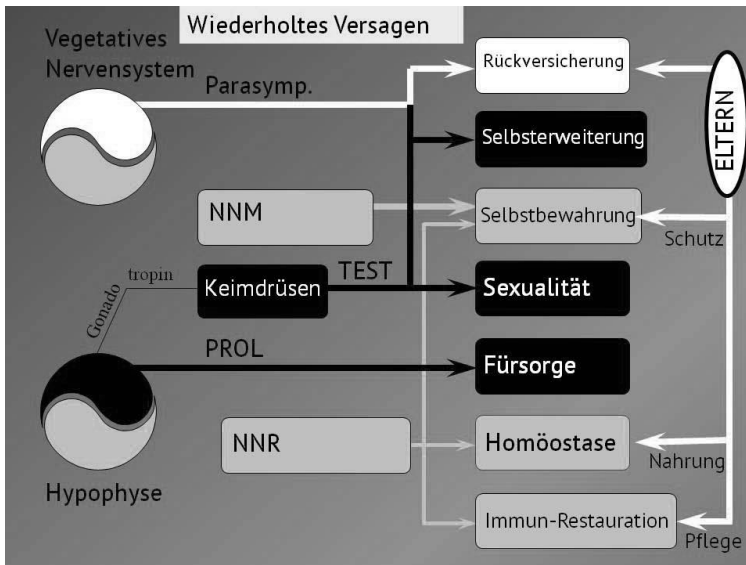 Wiederholtes Versagen
Vegetatives
Nervensystem
Parasymp.
Rückversicherung
ELTERN
Selbsterweiterung
NNM
Selbstbewahrung
Schutz
tropin
Gonado
Keimdrüsen
TEST
Sexualität
PROL
Fürsorge
NNR
Homöostase
Nahrung
Hypophyse
Immun-Restauration
Pflege